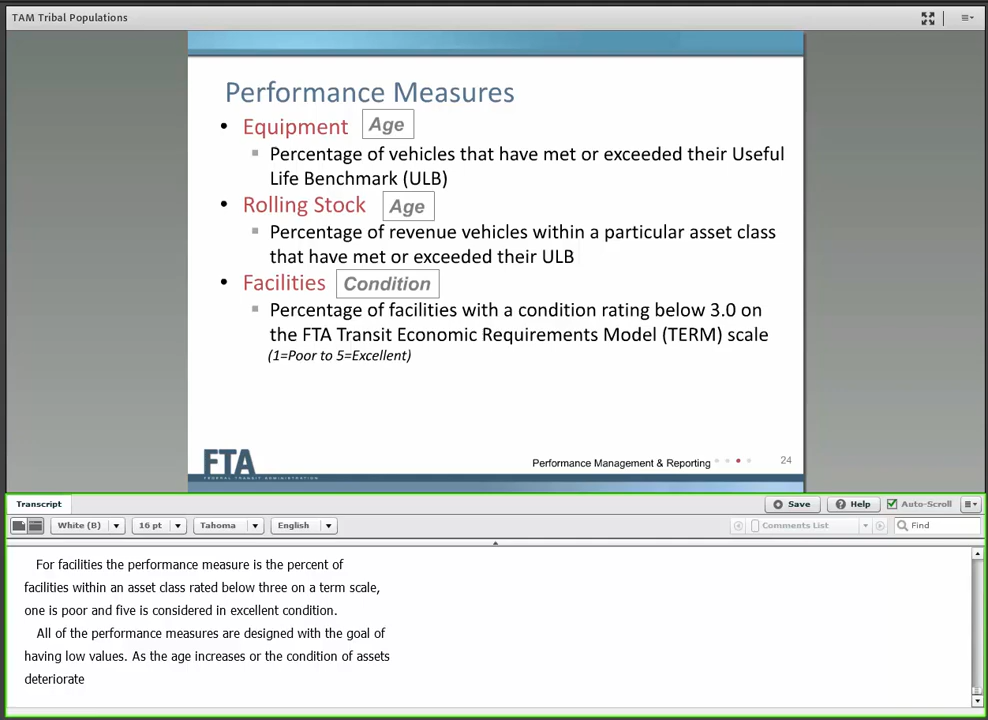 TAM Tribal Populations
Performance Measures
• Equipment Age
Percentage of vehicles that have met or exceeded their Useful
Life Benchmark (ULB)
• Rolling Stock Age
Percentage of revenue vehicles within a particular asset class
that have met or exceeded their ULB
• Facilities Condition
Percentage of facilities with a condition rating below 3.0 on
the FTA Transit Economic Requirements Model (TERM) scale
(1=Poor to 5=Excellent)
FTA
FEDERAL TRANSIT ADMINISTRATION
Performance Management & Reporting 24
Transcript Save Help Auto-Scroll
White (B) 16 pt Tahoma English Comments List Find
For facilities the performance measure is the percent of
facilities within an asset class rated below three on a term scale,
one is poor and five is considered in excellent condition.
All of the performance measures are designed with the goal of
having low values. As the age increases or the condition of assets
deteriorate